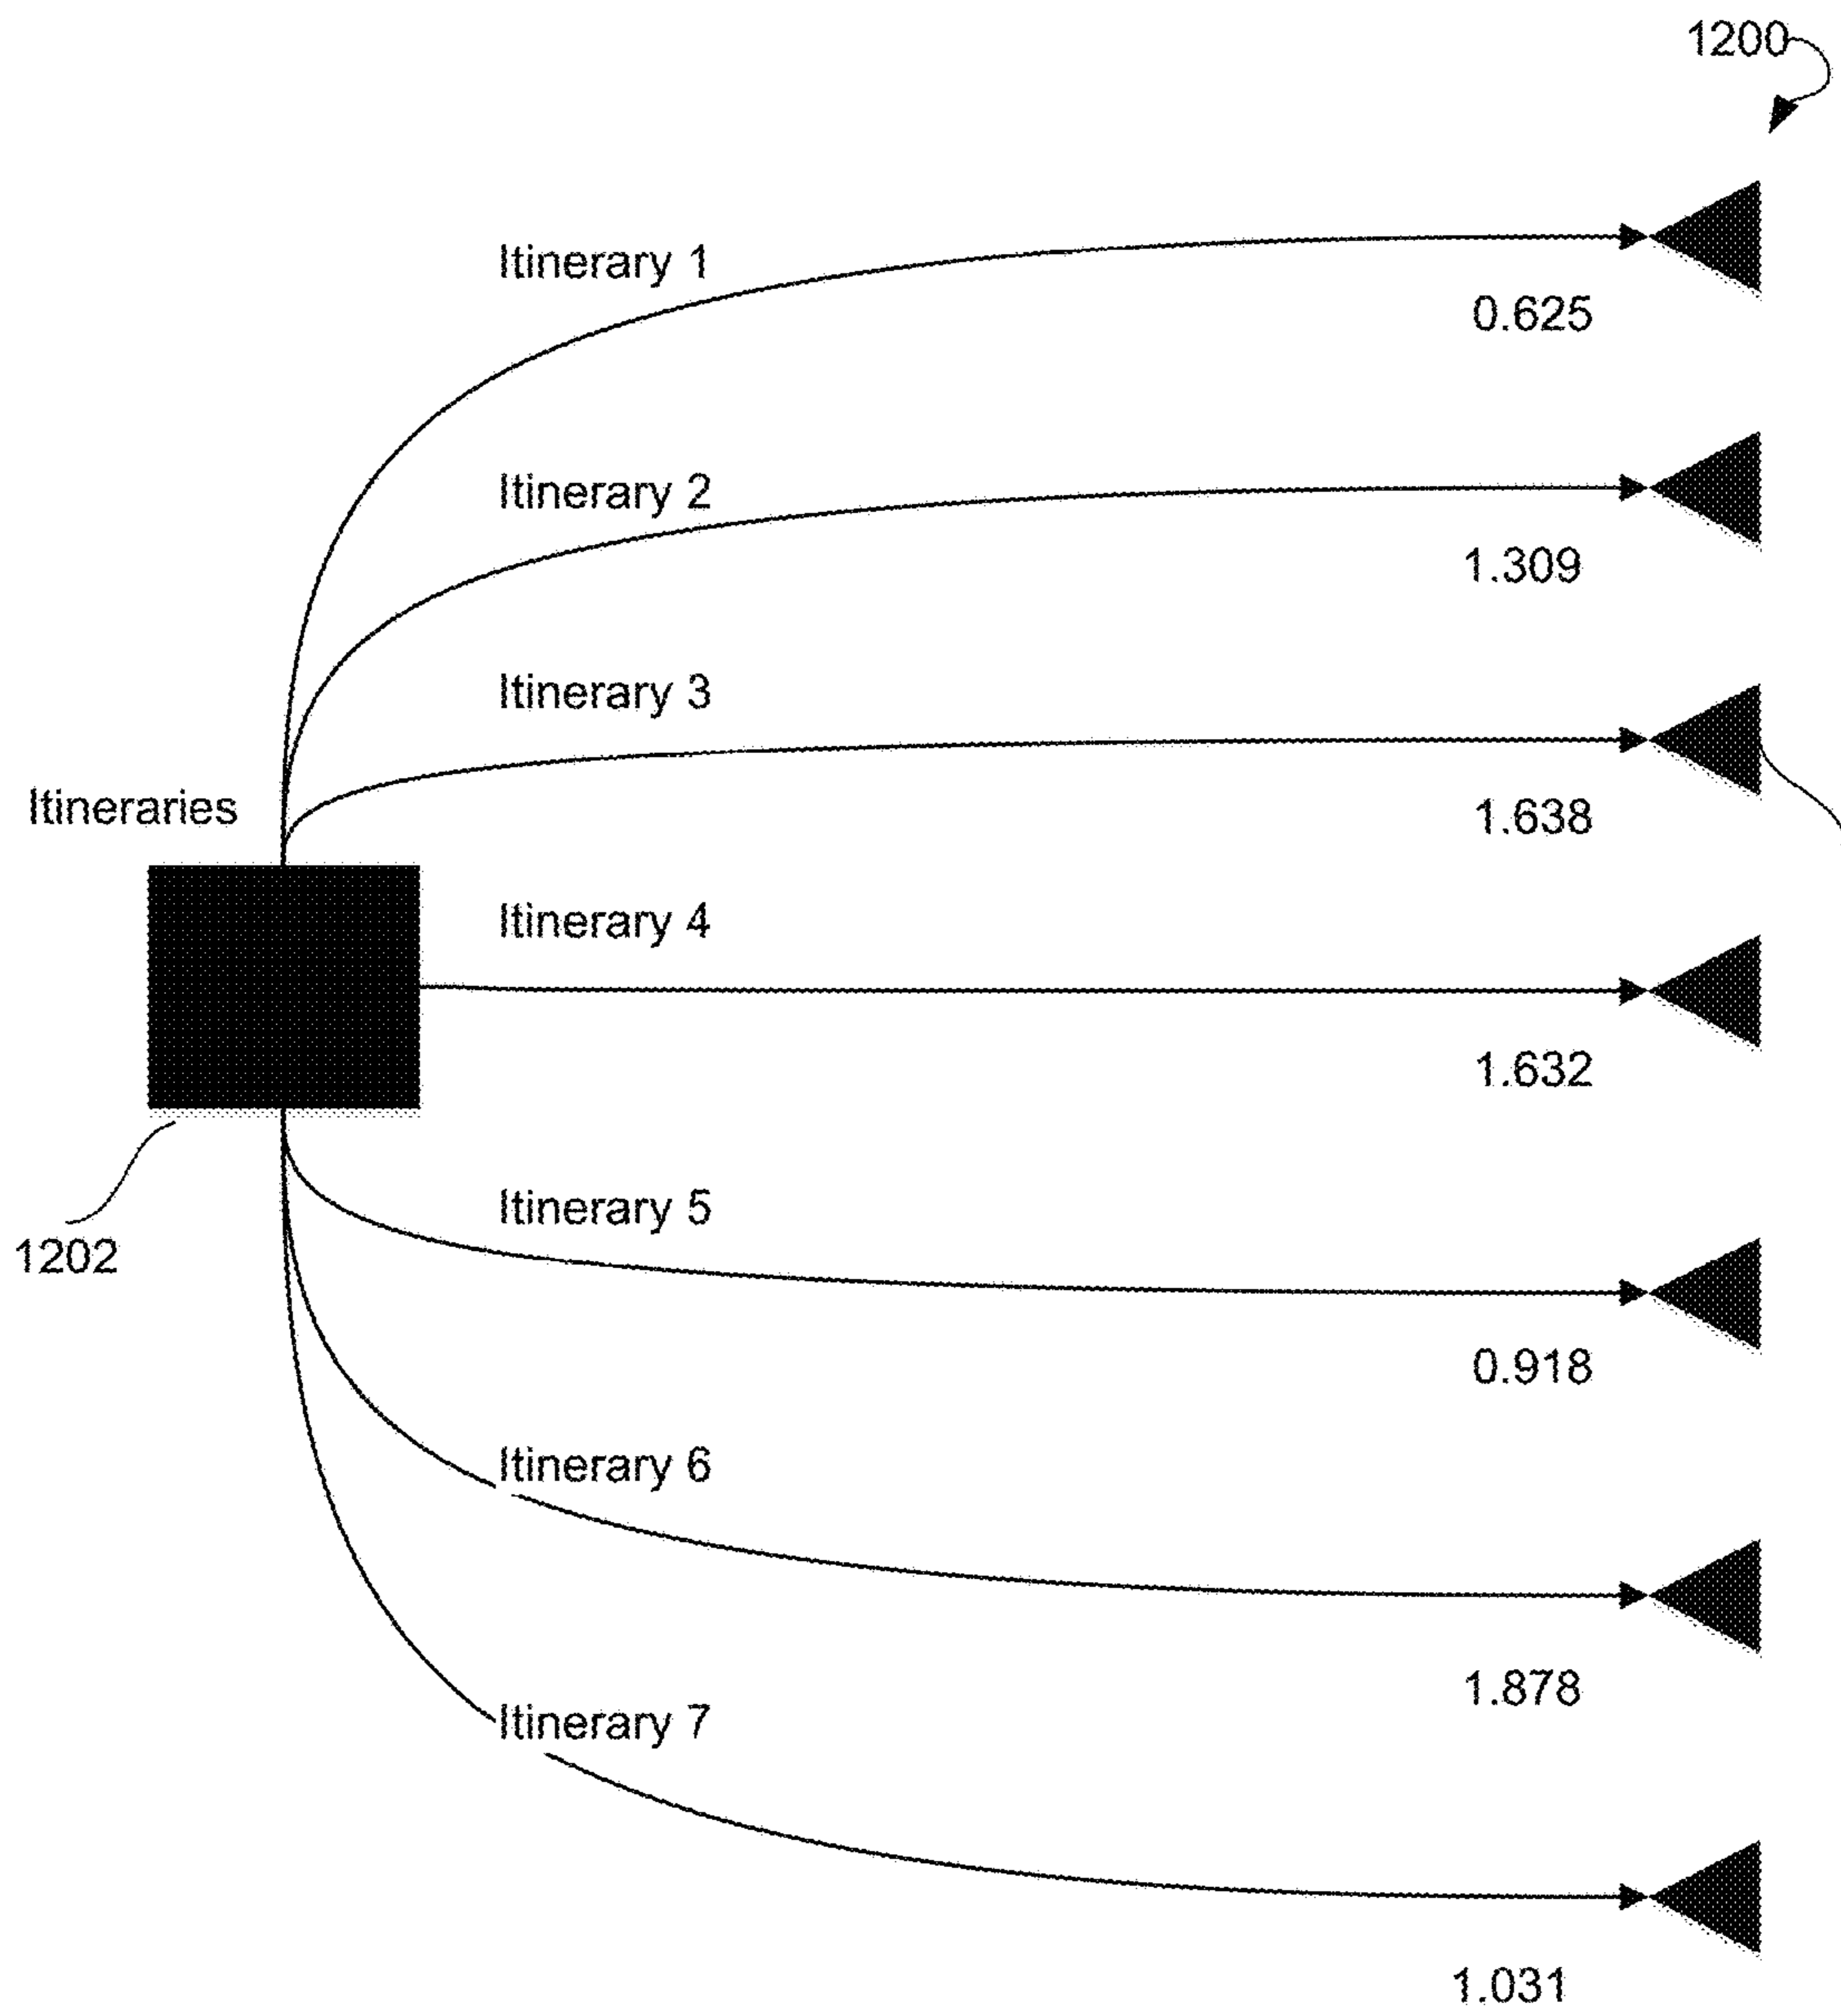 1200
Itinerary 1
0.625
Itinerary 2
1.309
Itinerary 3
Itineraries
1.638
Itinerary 4
1.632
Itinerary 5
1202
0.918
Itinerary 6
1.878
Itinerary 7
1.031